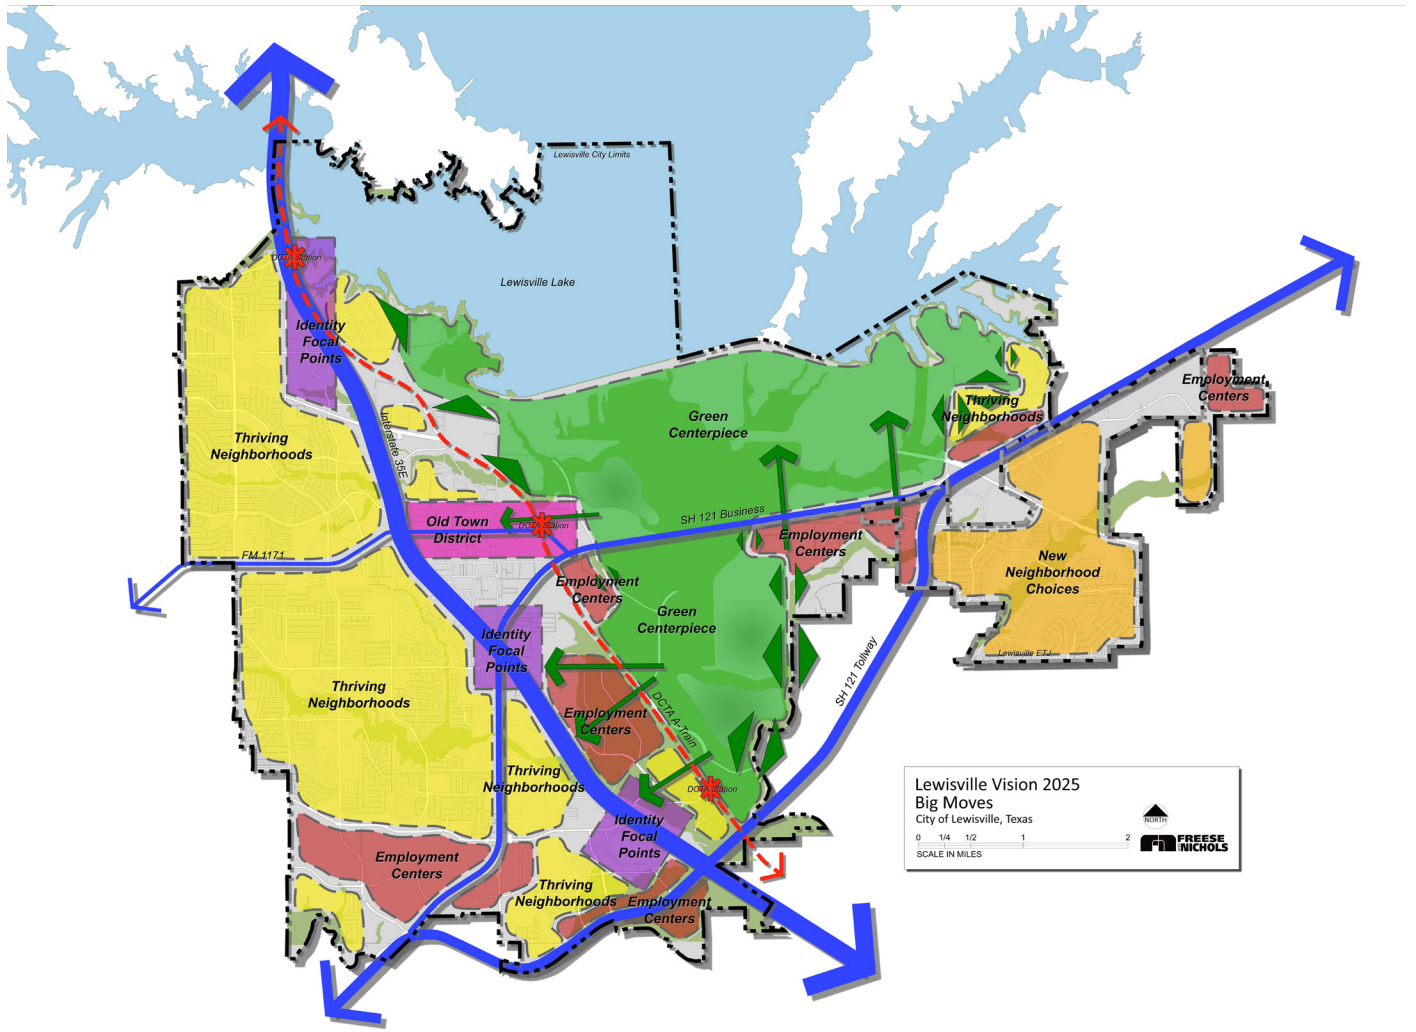 Lewisville City Limits
DCTA Station
Lewisville Lake
Identity
Focal
Points
Employment
Centers
Thriving
Neighborhoods
Green
Centerpiece
Interstate 35E
Thriving
Neighborhoods
SH 121 Business
Old Town
District
DCTA Station
Employment
Centers
FM 1171
New
Neighborhood
Choices
Employment
Centers
Green
Centerpiece
Identity
Focal
Points
Lewisville ETJ
SH 121 Tollway
Thriving
Neighborhoods
Employment
Centers
DCTA A-Train
Thriving
Neighborhoods
DCTA Station
Identity
Focal
Points
Employment
Centers
Thriving
Neighborhoods
Employment
Centers
Lewisville Vision 2025
Big Moves
City of Lewisville, Texas
0 1/4 1/2 1 2
SCALE IN MILES
NORTH
FREESE
AND NICHOLS